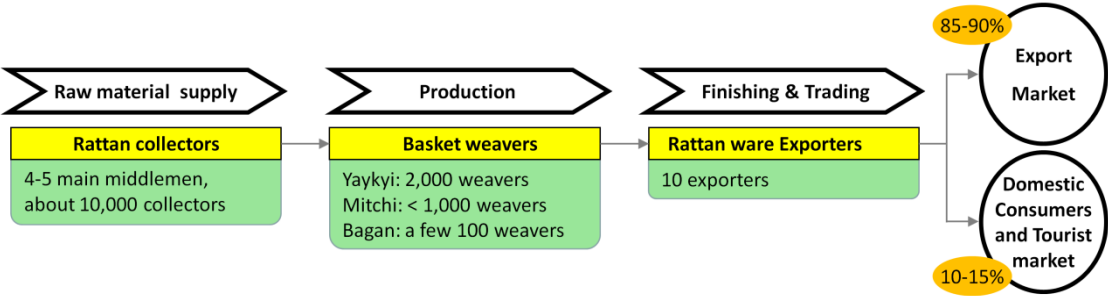 Raw material supply
Production
Finishing & Trading
Rattan collectors
4-5 main middlemen,
about 10,000 collectors
Basket weavers
Yaykyi: 2,000 weavers
Mitchi: < 1,000 weavers
Bagan: a few 100 weavers
Rattan ware Exporters
10 exporters
85-90%
Export
Market
Domestic
Consumers
and Tourist
market
10-15%